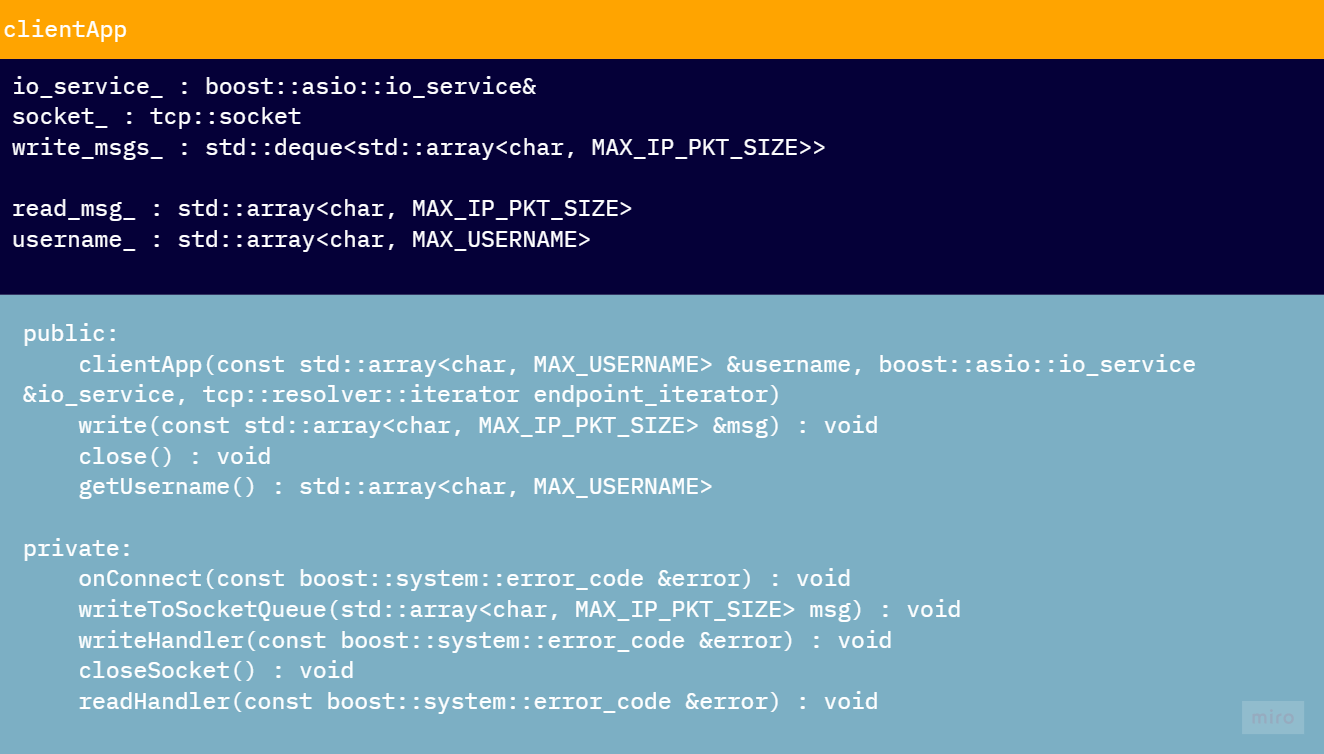 clientApp
io_service_ : boost::asio::io_service&
socket_ : tcp::socket
write_msgs_ : std::deque<std::array<char, MAX_IP_PKT_SIZE>>
read_msg_ : std::array<char, MAX_IP_PKT_SIZE>
username_ : std::array<char, MAX_USERNAME>
public:
    clientApp(const std::array<char, MAX_USERNAME> &username, boost::asio::io_service
&io_service, tcp::resolver::iterator endpoint_iterator)
    write(const std::array<char, MAX_IP_PKT_SIZE> &msg) : void
    close() : void
    getUsername() : std::array<char, MAX_USERNAME>
private:
    onConnect(const boost::system::error_code &error) : void
    writeToSocketQueue(std::array<char, MAX_IP_PKT_SIZE> msg) : void
    writeHandler(const boost::system::error_code &error) : void
    closeSocket() : void
    readHandler(const boost::system::error_code &error) : void
miro